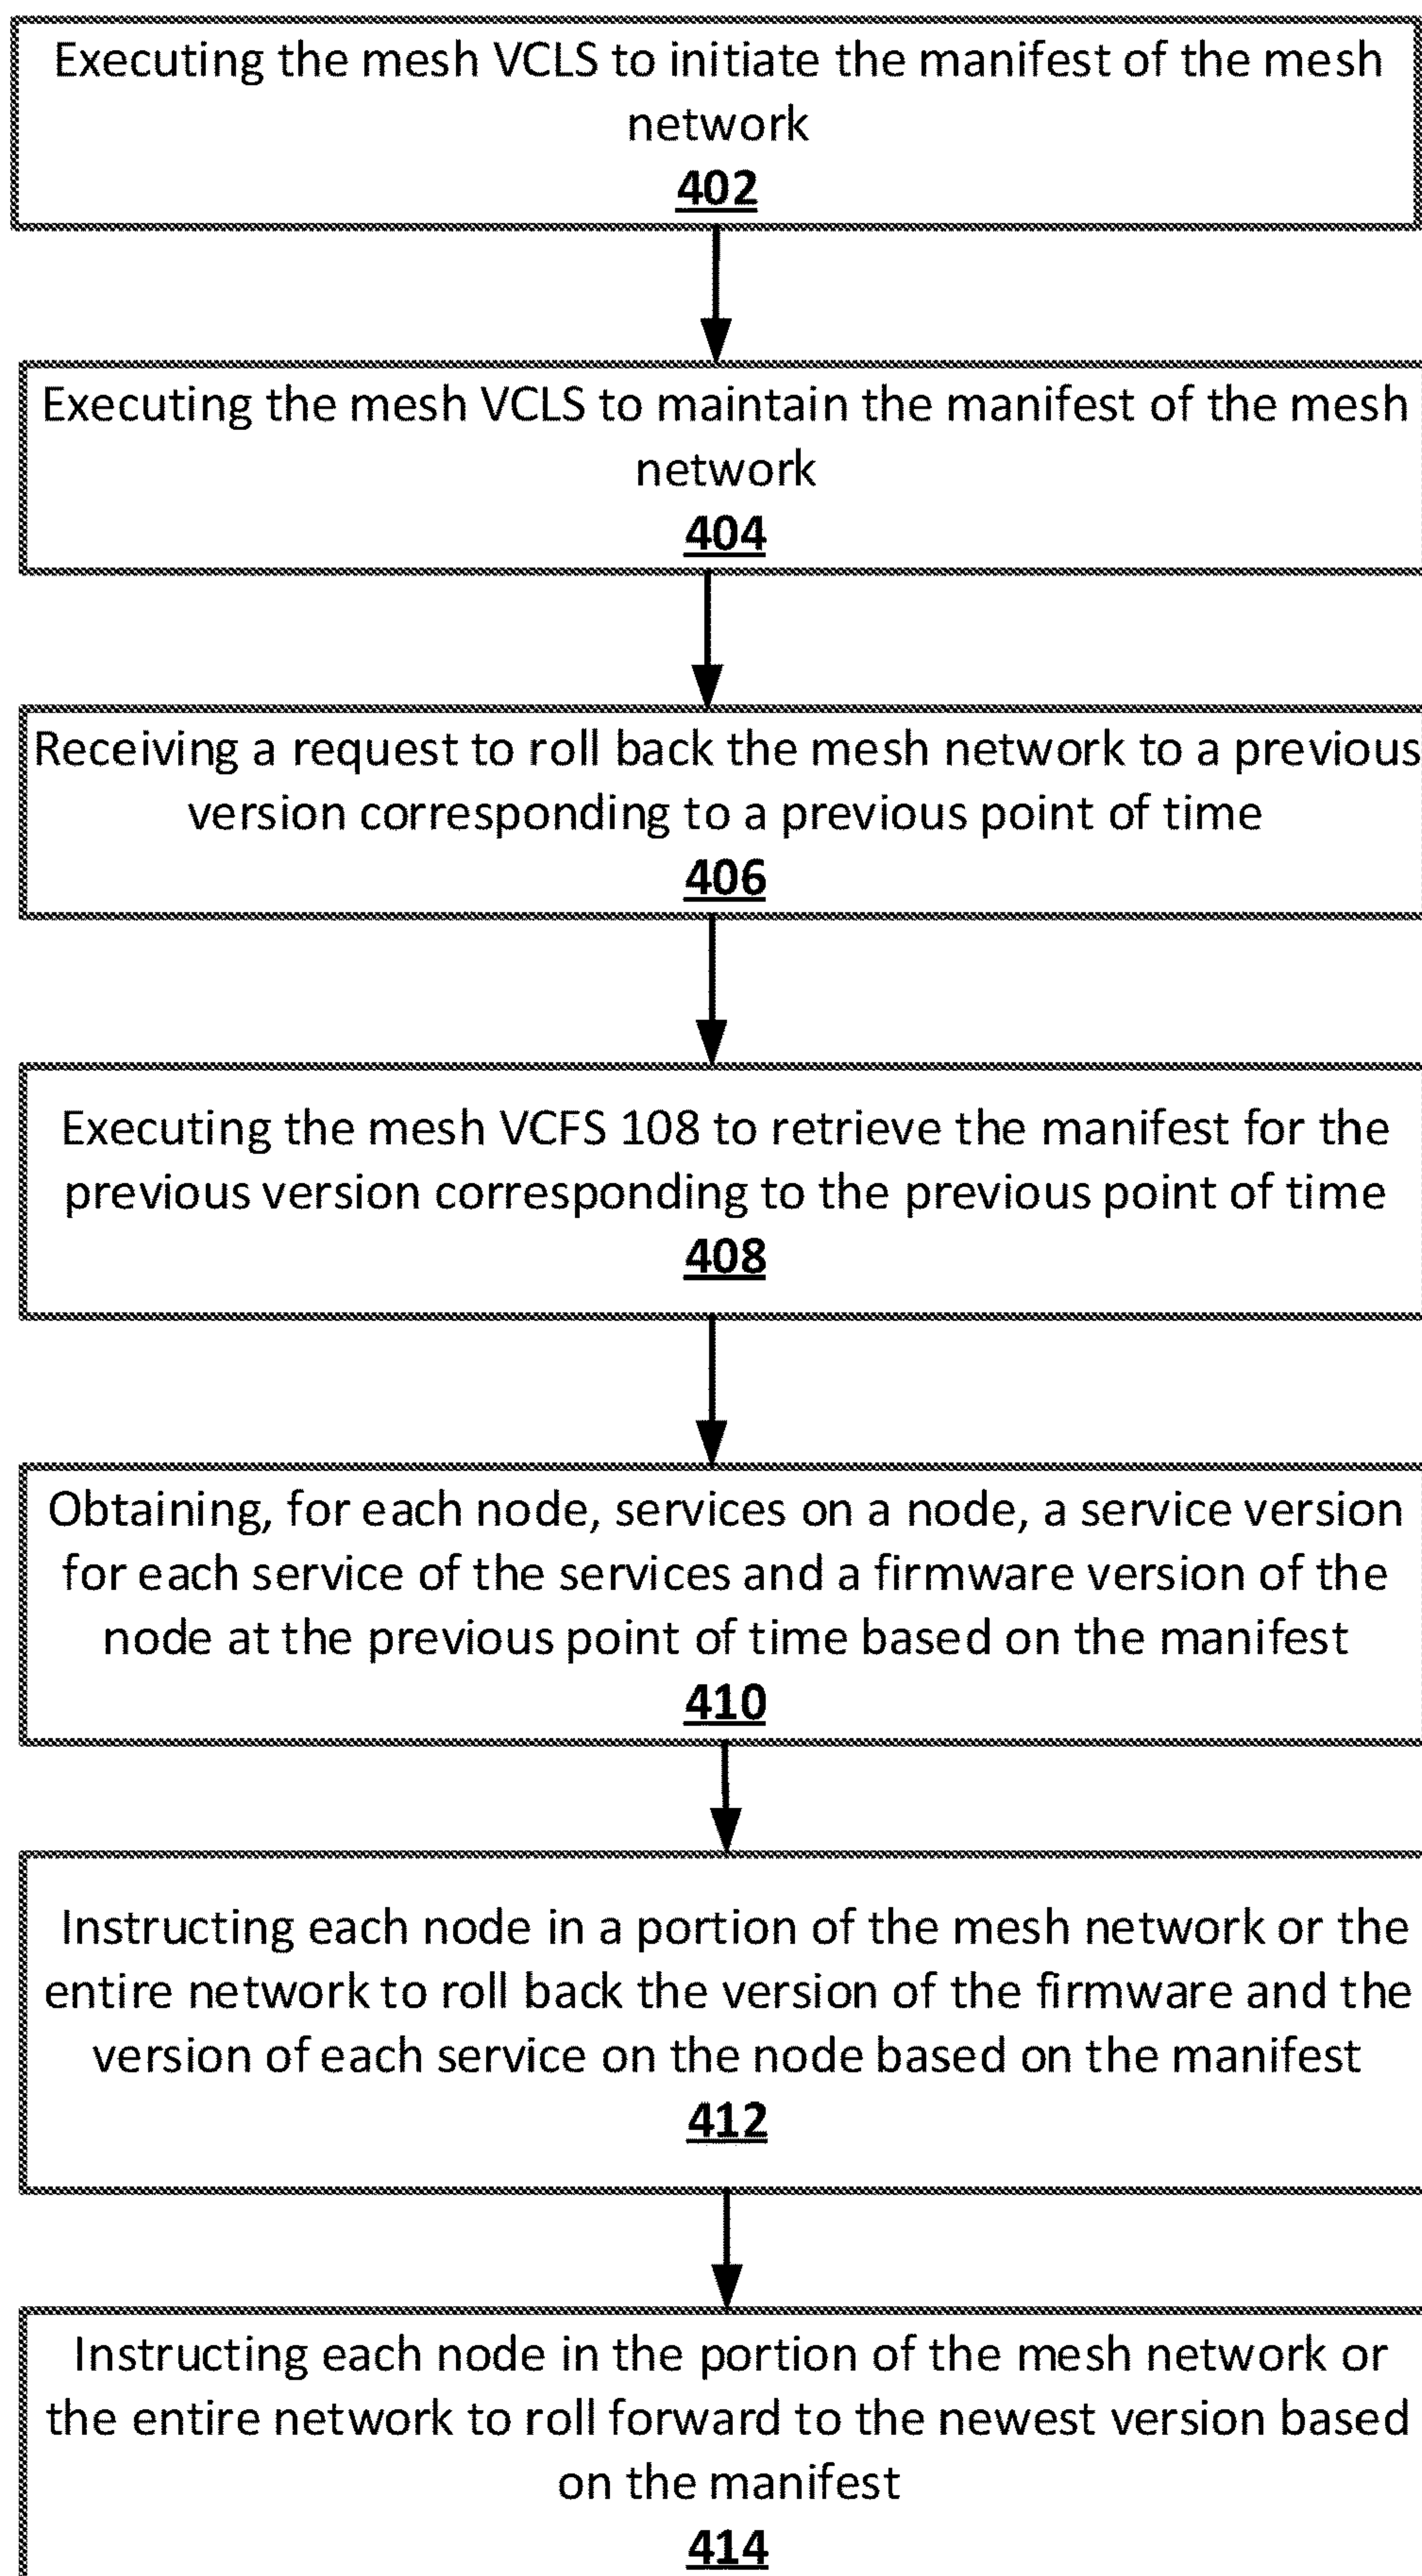 Executing the mesh VCLS to initiate the manifest of the mesh
network
402
Executing the mesh VCLS to maintain the manifest of the mesh
network
404
Receiving a request to roll back the mesh network to a previous
version corresponding to a previous point of time
406
Executing the mesh VCFS 108 to retrieve the manifest for the
previous version corresponding to the previous point of time
408
Obtaining, for each node, services on a node, a service version
for each service of the services and a firmware version of the
node at the previous point of time based on the manifest
410
Instructing each node in a portion of the mesh network or the
entire network to roll back the version of the firmware and the
version of each service on the node based on the manifest
412
Instructing each node in the portion of the mesh network or
the entire network to roll forward to the newest version based
on the manifest
414